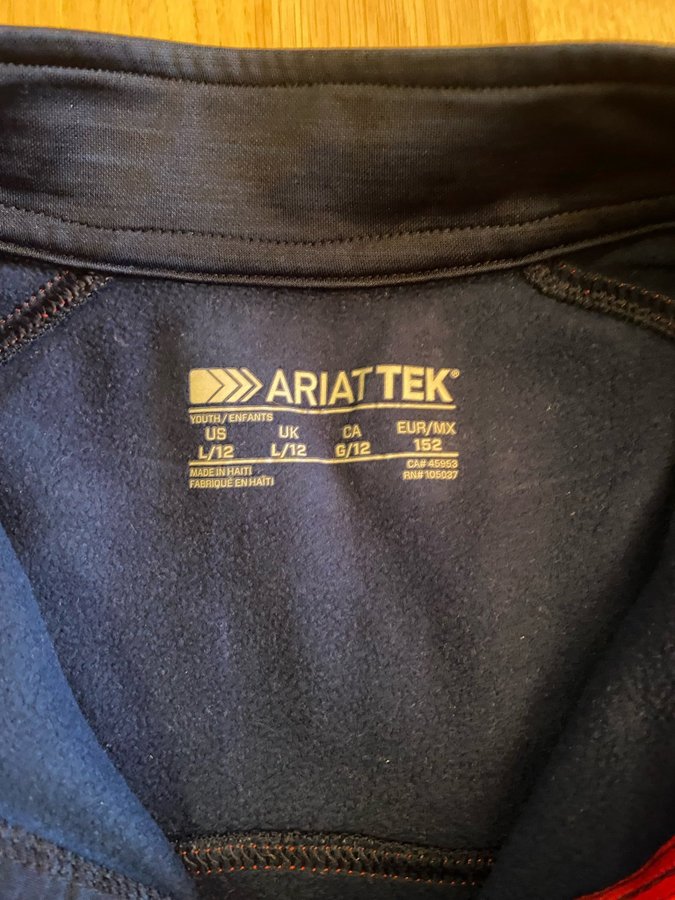 ARIAT TEK®
YOUTH / ENFANTS
US UK CA EUR/MX
L/12 L/12 G/12 152
MADE IN HAITI CA# 45953
FABRIQUÉ EN HAÏTI RN# 105037